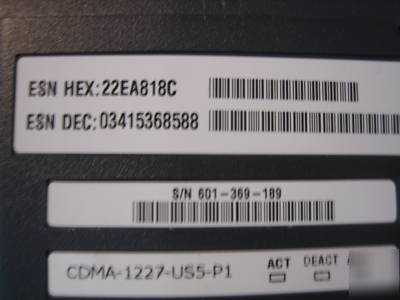 ESN HEX:22EA818C
ESN DEC:03415368588
S/N 601-369-189
CDMA-1227-US5-P1 ACT DEACT